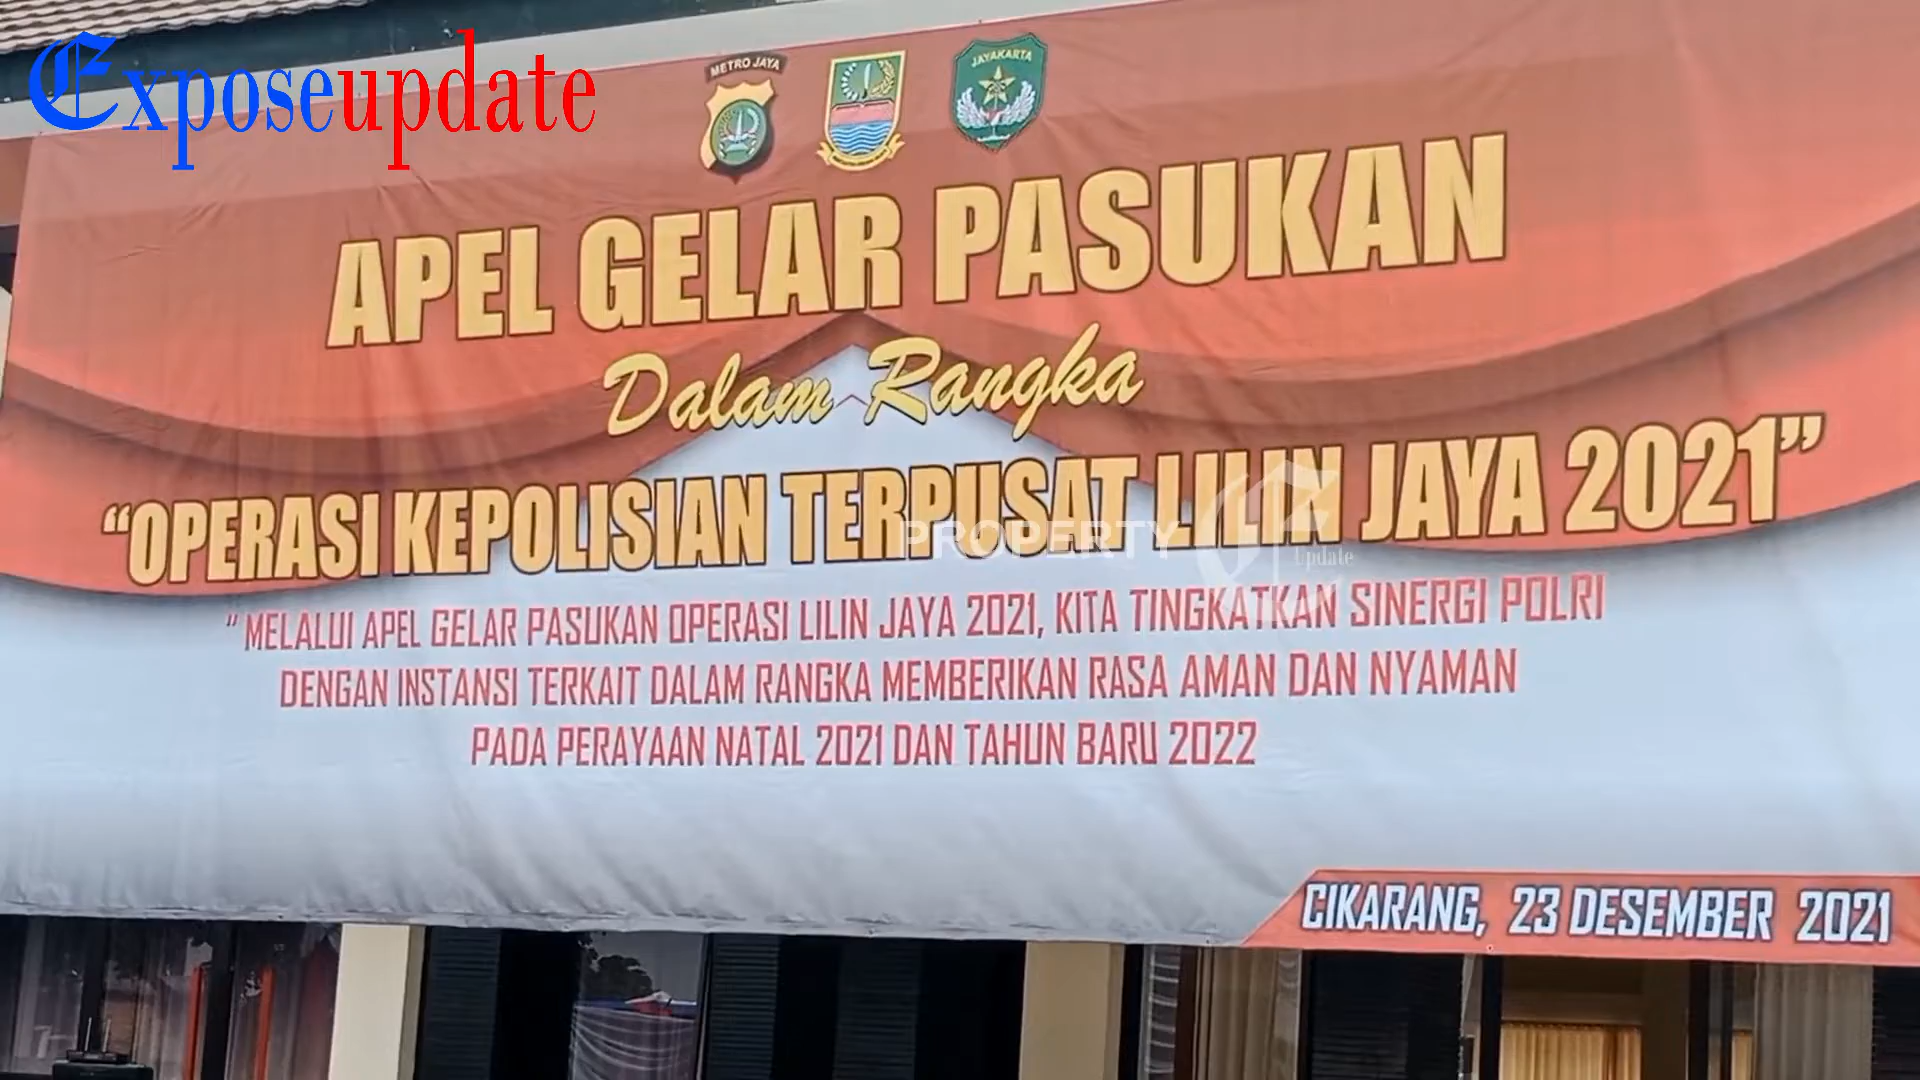 Exposeupdate
METRO JAYA
JAYAKARTA
APEL GELAR PASUKAN
Dalam Rangka
“OPERASI KEPOLISIAN TERPUSAT LILIN JAYA 2021”
PROPERTY
Update
“MELALUI APEL GELAR PASUKAN OPERASI LILIN JAYA 2021, KITA TINGKATKAN SINERGI POLRI
DENGAN INSTANSI TERKAIT DALAM RANGKA MEMBERIKAN RASA AMAN DAN NYAMAN
PADA PERAYAAN NATAL 2021 DAN TAHUN BARU 2022
CIKARANG, 23 DESEMBER 2021